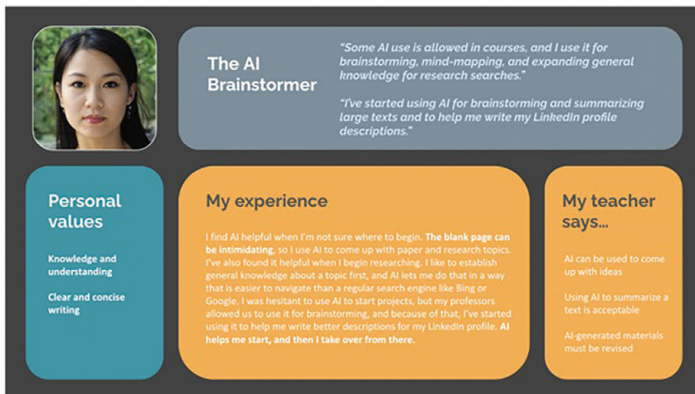 The AI
Brainstormer
"Some AI use is allowed in courses, and I use it for
brainstorming, mind-mapping, and expanding general
knowledge for research searches."
"I've started using AI for brainstorming and summarizing
large texts and to help me write my LinkedIn profile
descriptions."
Personal
values
Knowledge and
understanding
Clear and concise
writing
My experience
I find AI helpful when I'm not sure where to begin. The blank page can
be intimidating, so I use AI to come up with paper and research topics.
I've also found it helpful when I begin researching. I like to establish
general knowledge about a topic first, and AI lets me do that in a way
that is easier to navigate than a regular search engine like Bing or
Google. I was hesitant to use AI to start projects, but my professors
allowed us to use it for brainstorming, and because of that, I've started
using it to help me write better descriptions for my LinkedIn profile. AI
helps me start, and then I take over from there.
My teacher
says…
AI can be used to come
up with ideas
Using AI to summarize a
text is acceptable
AI-generated materials
must be revised